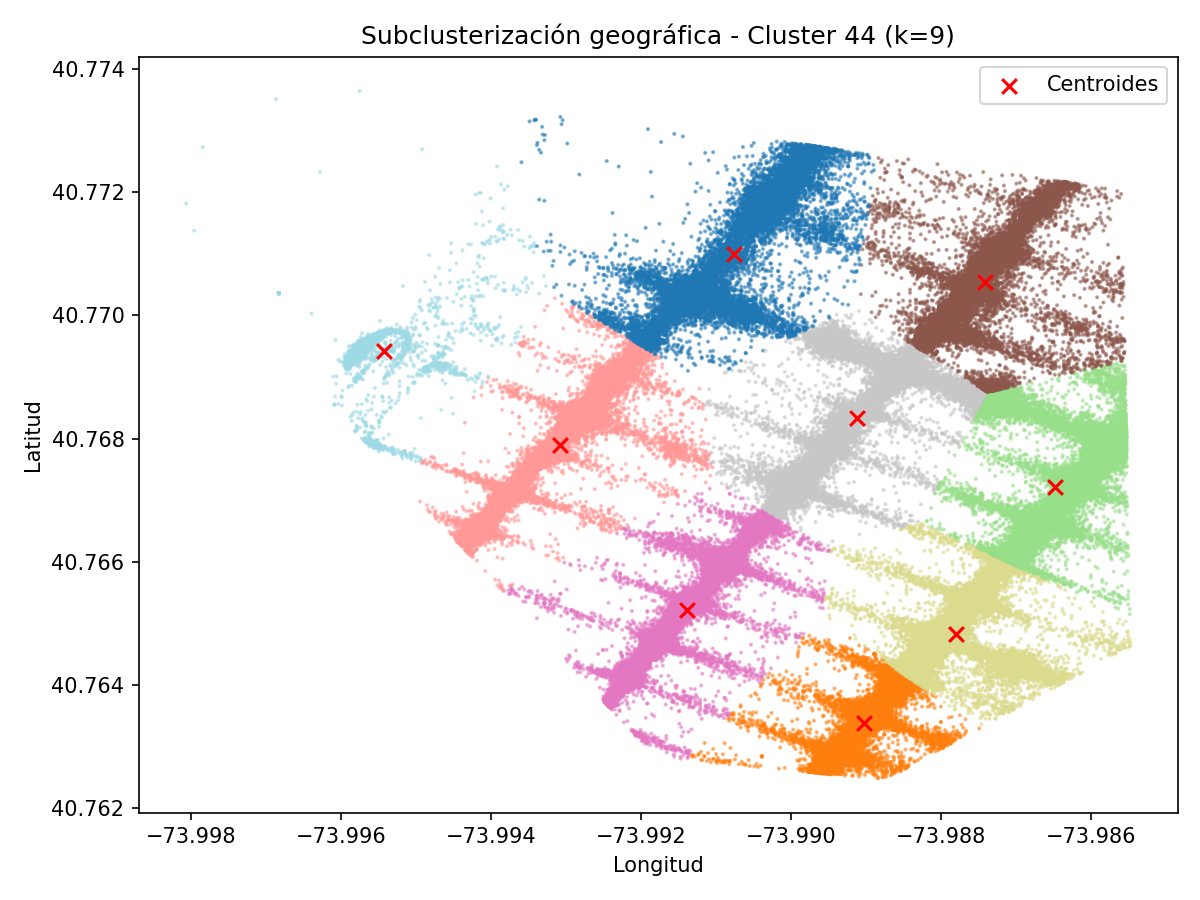 Subclusterización geográfica - Cluster 44 (k=9)
Centroides
40.774
40.772
40.770
40.768
40.766
40.764
40.762
Latitud
−73.998 −73.996 −73.994 −73.992 −73.990 −73.988 −73.986
Longitud